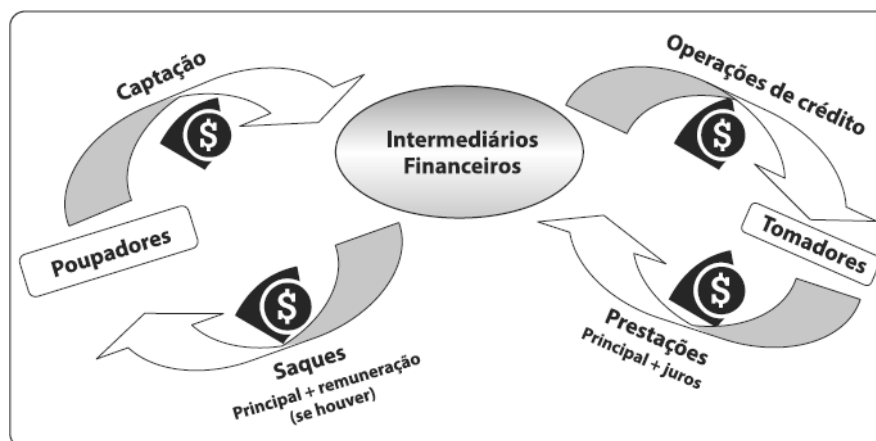 Captação
Operações de crédito
Intermediários
Financeiros
Poupadores
Tomadores
Saques
Principal + remuneração
(se houver)
Prestações
Principal + juros
$
$
$
$